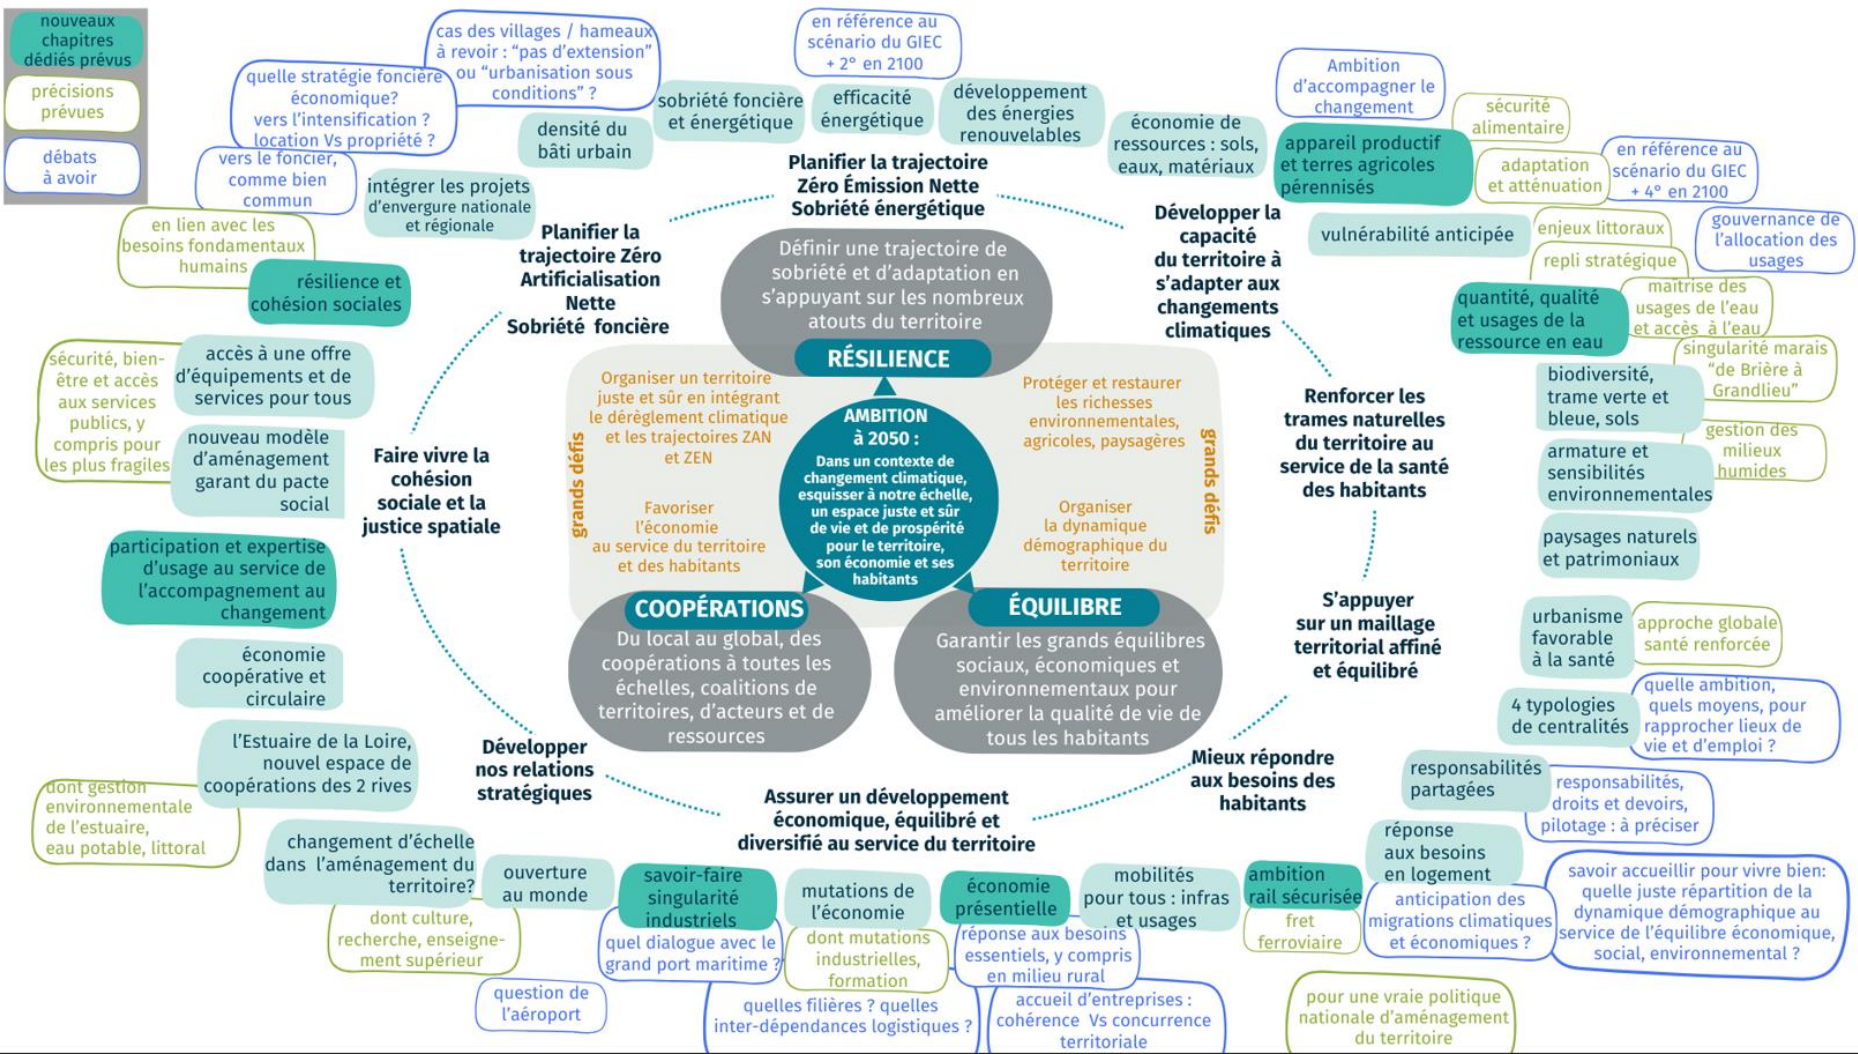 nouveaux
chapitres
dédiés prévus
précisions
prévues
débats
à avoir
cas des villages / hameaux
à revoir : “pas d’extension”
ou “urbanisation sous
conditions” ?
quelle stratégie foncière
économique?
vers l’intensification ?
location Vs propriété ?
vers le foncier,
comme bien
commun
en référence au
scénario du GIEC
+ 2° en 2100
densité du
bâti urbain
sobriété foncière
et énergétique
efficacité
énergétique
développement
des énergies
renouvelables
économie de
ressources : sols,
eaux, matériaux
intégrer les projets
d’envergure nationale
et régionale
Planifier la trajectoire
Zéro Émission Nette
Sobriété énergétique
Planifier la
trajectoire Zéro
Artificialisation
Nette
Sobriété foncière
Ambition
d’accompagner le
changement
sécurité
alimentaire
appareil productif
et terres agricoles
pérennisés
adaptation
et atténuation
en référence au
scénario du GIEC
+ 4° en 2100
vulnérabilité anticipée
enjeux littoraux
repli stratégique
gouvernance de
l’allocation des
usages
Développer la
capacité
du territoire à
s’adapter aux
changements
climatiques
quantité, qualité
et usages de la
ressource en eau
maîtrise des
usages de l’eau
et accès à l’eau
singularité marais
“de Brière à
Grandlieu”
biodiversité,
trame verte et
bleue, sols
gestion des
milieux
humides
armature et
sensibilités
environnementales
paysages naturels
et patrimoniaux
Renforcer les
trames naturelles
du territoire au
service de la santé
des habitants
en lien avec les
besoins fondamentaux
humains
résilience et
cohésion sociales
sécurité, bien-
être et accès
aux services
publics, y
compris pour
les plus fragiles
accès à une offre
d’équipements et de
services pour tous
nouveau modèle
d’aménagement
garant du pacte
social
Faire vivre la
cohésion
sociale et la
justice spatiale
participation et expertise
d’usage au service de
l’accompagnement au
changement
économie
coopérative et
circulaire
Définir une trajectoire de
sobriété et d’adaptation en
s’appuyant sur les nombreux
atouts du territoire
RÉSILIENCE
grands défis
Organiser un territoire
juste et sûr en intégrant
le dérèglement climatique
et les trajectoires ZAN
et ZEN
Favoriser
l’économie
au service du territoire
et des habitants
AMBITION
à 2050 :
Dans un contexte de
changement climatique,
esquisser à notre échelle,
un espace juste et sûr
de vie et de prospérité
pour le territoire,
son économie et ses
habitants
Protéger et restaurer
les richesses
environnementales,
agricoles, paysagères
Organiser
la dynamique
démographique du
territoire
grands défis
COOPÉRATIONS
Du local au global, des
coopérations à toutes les
échelles, coalitions de
territoires, d’acteurs et de
ressources
ÉQUILIBRE
Garantir les grands équilibres
sociaux, économiques et
environnementaux pour
améliorer la qualité de vie de
tous les habitants
S’appuyer
sur un maillage
territorial affiné
et équilibré
urbanisme
favorable
à la santé
approche globale
santé renforcée
4 typologies
de centralités
quelle ambition,
quels moyens, pour
rapprocher lieux de
vie et d’emploi ?
responsabilités
partagées
responsabilités,
droits et devoirs,
pilotage : à préciser
Mieux répondre
aux besoins des
habitants
réponse
aux besoins
en logement
anticipation des
migrations climatiques
et économiques ?
savoir accueillir pour vivre bien:
quelle juste répartition de la
dynamique démographique au
service de l’équilibre économique,
social, environnemental ?
l’Estuaire de la Loire,
nouvel espace de
coopérations des 2 rives
dont gestion
environnementale
de l’estuaire,
eau potable, littoral
Développer
nos relations
stratégiques
changement d’échelle
dans l’aménagement du
territoire?
ouverture
au monde
dont culture,
recherche, enseigne-
ment supérieur
question de
l’aéroport
Assurer un développement
économique, équilibré et
diversifié au service du territoire
savoir-faire
singularité
industriels
quel dialogue avec le
grand port maritime ?
mutations de
l’économie
dont mutations
industrielles,
formation
quelles filières ? quelles
inter-dépendances logistiques ?
économie
présentielle
réponse aux besoins
essentiels, y compris
en milieu rural
accueil d’entreprises :
cohérence Vs concurrence
territoriale
mobilités
pour tous : infras
et usages
ambition
rail sécurisée
fret
ferroviaire
pour une vraie politique
nationale d’aménagement
du territoire